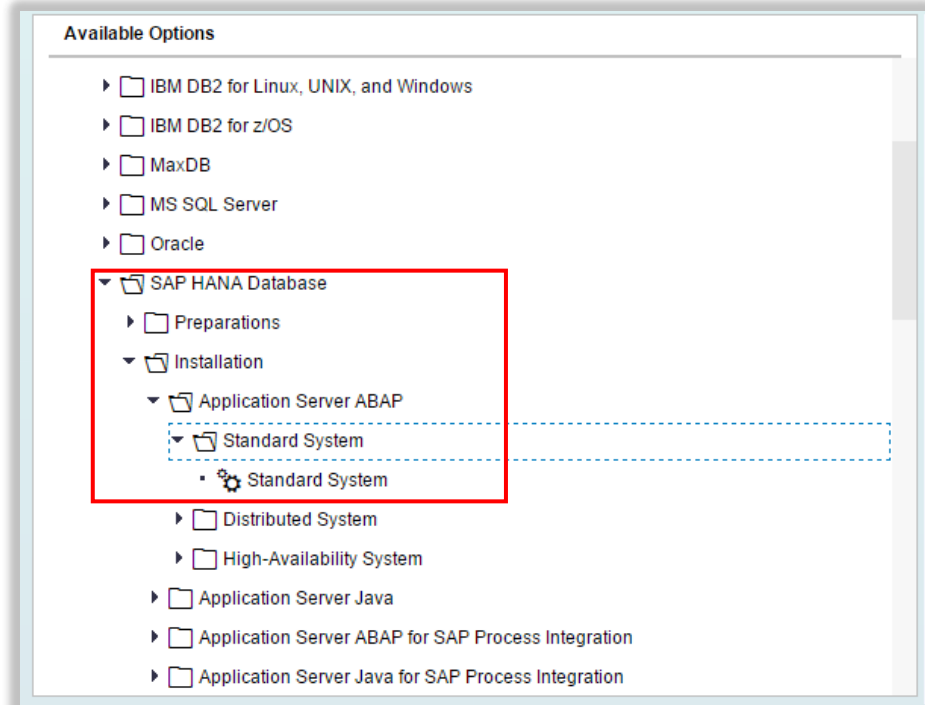 Available Options
IBM DB2 for Linux, UNIX, and Windows
IBM DB2 for z/OS
MaxDB
MS SQL Server
Oracle
SAP HANA Database
Preparations
Installation
Application Server ABAP
Standard System
Standard System
Distributed System
High-Availability System
Application Server Java
Application Server ABAP for SAP Process Integration
Application Server Java for SAP Process Integration